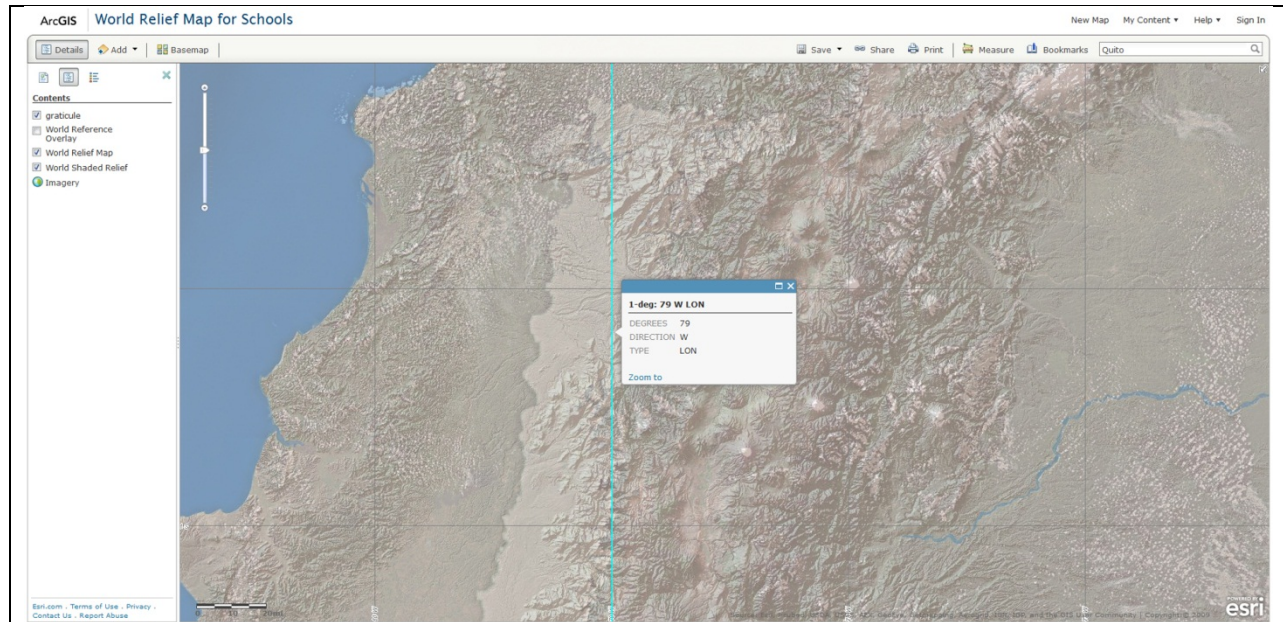 ArcGIS World Relief Map for Schools
New Map My Content Help Sign In
Details Add Basemap
Save Share Print Measure Bookmarks Quito
Contents
graticule
World Reference
Overlay
World Relief Map
World Shaded Relief
Imagery
1-deg: 79 W LON
DEGREES 79
DIRECTION W
TYPE LON
Zoom to
Esri.com . Terms of Use . Privacy .
Contact Us . Report Abuse
POWERED BY
esri